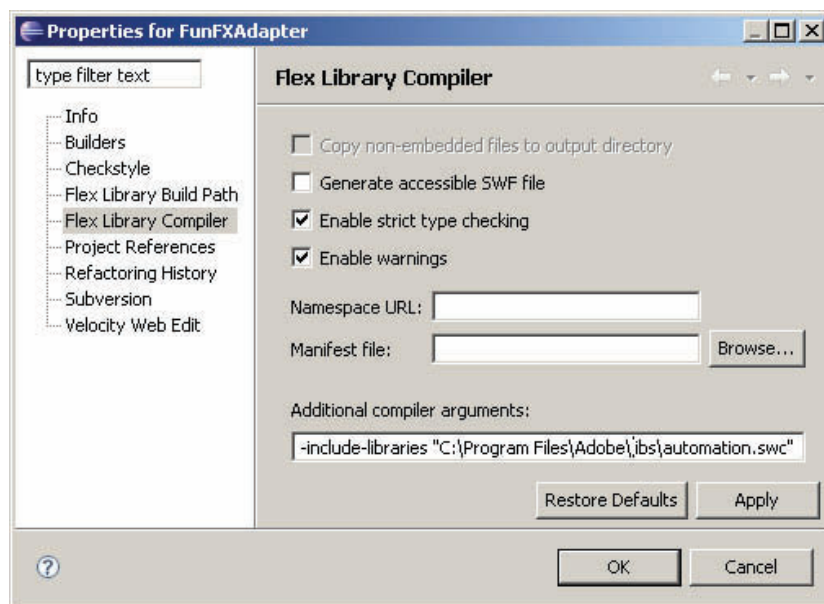 Properties for FunFXAdapter
type filter text
Info
Builders
Checkstyle
Flex Library Build Path
Flex Library Compiler
Project References
Refactoring History
Subversion
Velocity Web Edit
Flex Library Compiler
Copy non-embedded files to output directory
Generate accessible SWF file
Enable strict type checking
Enable warnings
Namespace URL:
Manifest file:
Browse...
Additional compiler arguments:
-include-libraries "C:\Program Files\Adobe\ibs\automation.swc"
Restore Defaults
Apply
?
OK
Cancel